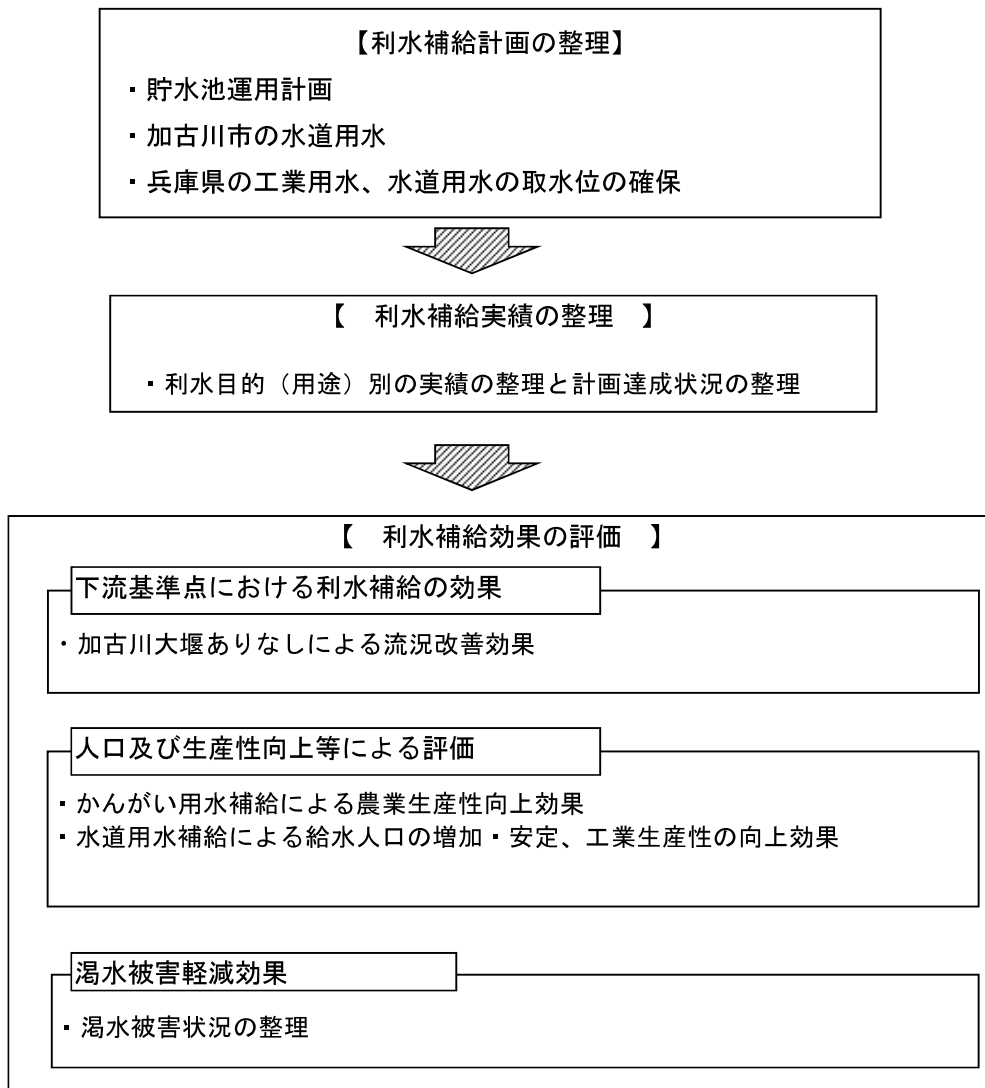 【利水補給計画の整理】
・貯水池運用計画
・加古川市の水道用水
・兵庫県の工業用水、水道用水の取水位の確保
【　利水補給実績の整理　】
・利水目的（用途）別の実績の整理と計画達成状況の整理
【　利水補給効果の評価　】
下流基準点における利水補給の効果
・加古川大堰ありなしによる流況改善効果
人口及び生産性向上等による評価
・かんがい用水補給による農業生産性向上効果
・水道用水補給による給水人口の増加・安定、工業生産性の向上効果
渇水被害軽減効果
・渇水被害状況の整理